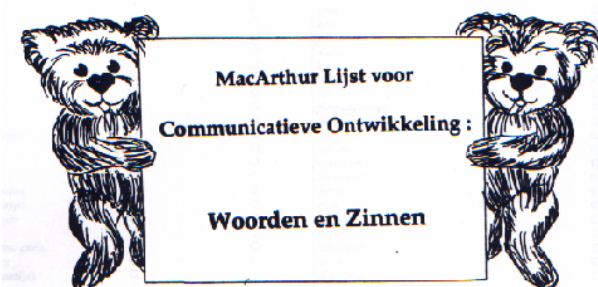 MacArthur Lijst voor
Communicatieve Ontwikkeling :
Woorden en Zinnen